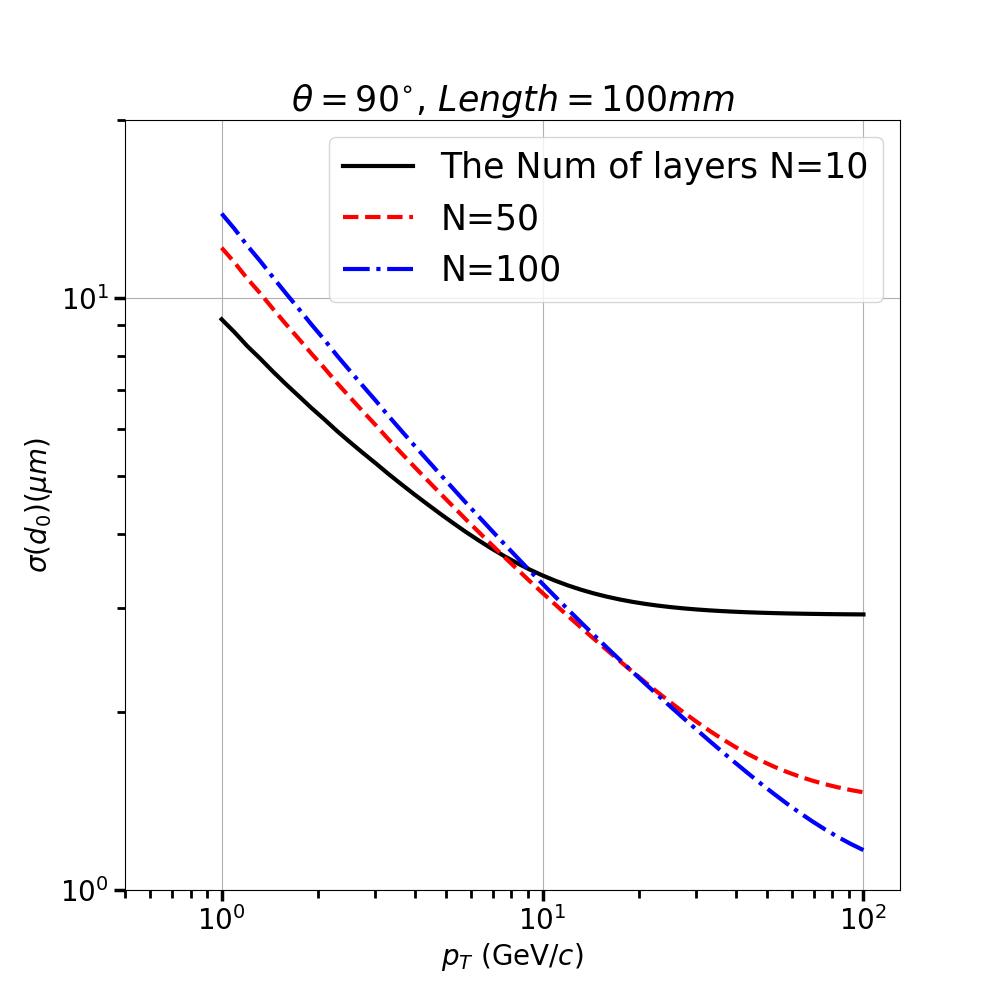 θ = 90°, Length = 100mm
The Num of layers N=10
N=50
N=100
10¹
10⁰
σ(d₀)(μm)
10⁰ 10¹ 10²
p_T (GeV/c)